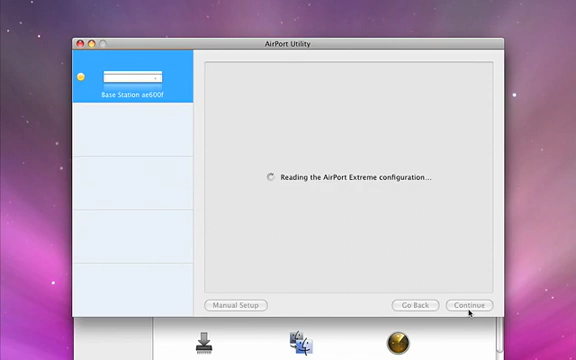 AirPort Utility
Base Station ae600f
Reading the AirPort Extreme configuration...
Manual Setup
Go Back
Continue